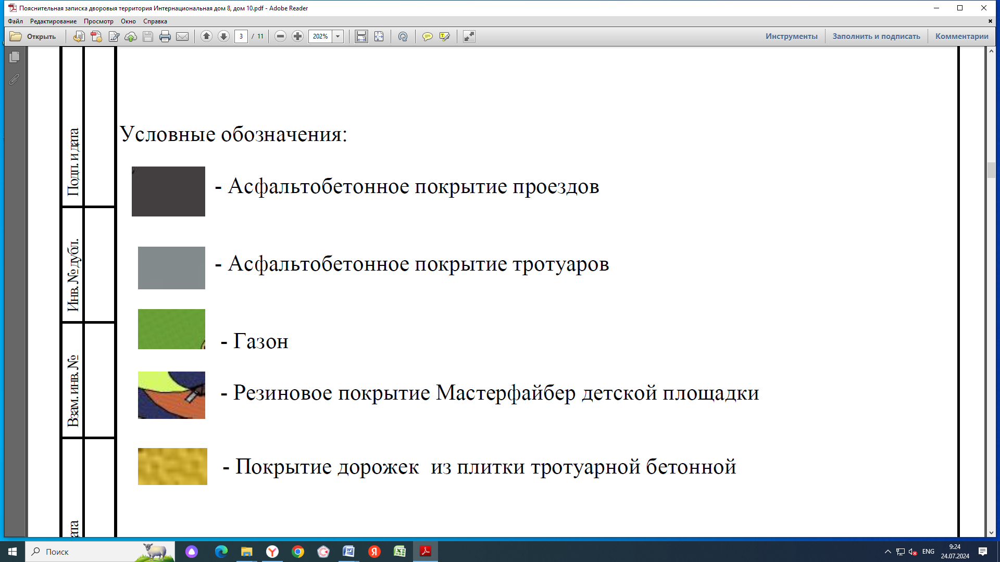 Пояснительная записка дворовыя территория Интернациональная дом 8, дом 10.pdf - Adobe Reader
Файл Редактирование Просмотр Окно Справка
Открыть 3 / 11 202% Инструменты Заполнить и подписать Комментарии
Условные обозначения:
- Асфальтобетонное покрытие проездов
- Асфальтобетонное покрытие тротуаров
- Газон
- Резиновое покрытие Мастерфайбер детской площадки
- Покрытие дорожек из плитки тротуарной бетонной
Подп. и дата
Инв. № дубл.
Взам. инв. №
ата
Поиск
ENG
9:24
24.07.2024